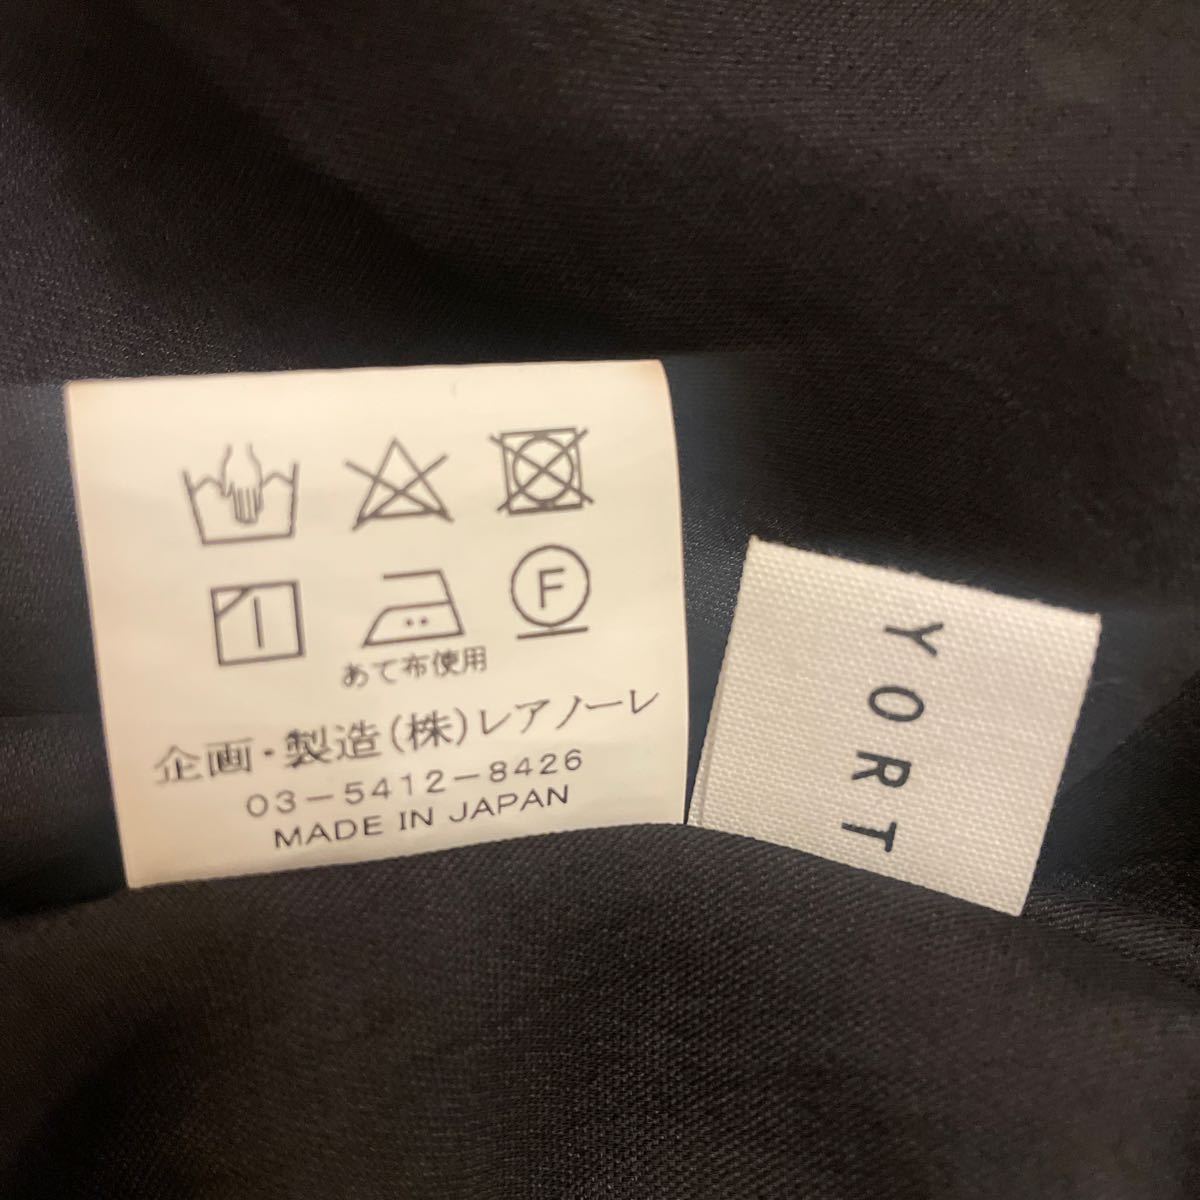 F
あて布使用
企画・製造(株)レアノーレ
03-5412-8426
MADE IN JAPAN
YORT